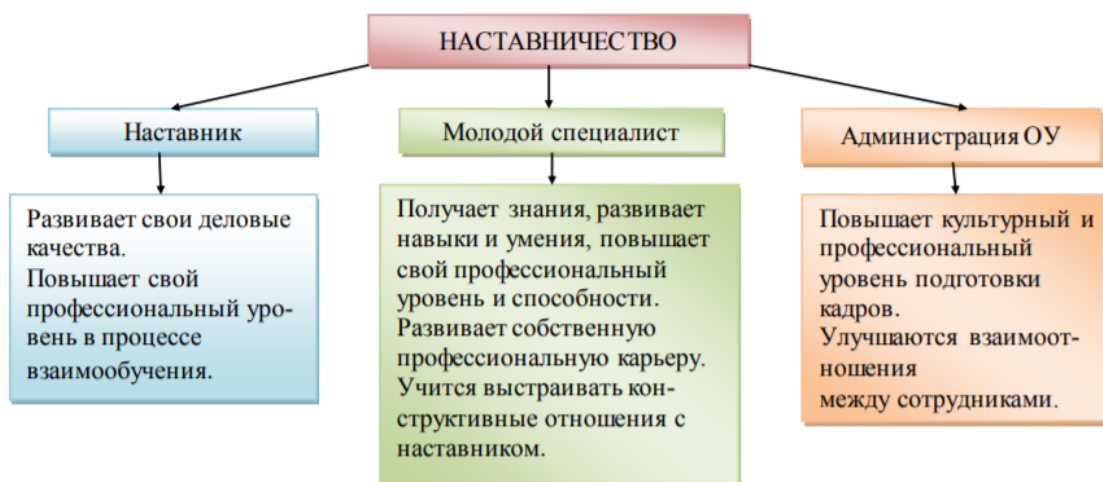 НАСТАВНИЧЕСТВО
Наставник
Молодой специалист
Администрация ОУ
Развивает свои деловые
качества.
Повышает свой
профессиональный уро-
вень в процессе
взаимообучения.
Получает знания, развивает
навыки и умения, повышает
свой профессиональный
уровень и способности.
Развивает собственную
профессиональную карьеру.
Учится выстраивать кон-
структивные отношения с
наставником.
Повышает культурный и
профессиональный
уровень подготовки
кадров.
Улучшаются взаимоот-
ношения
между сотрудниками.